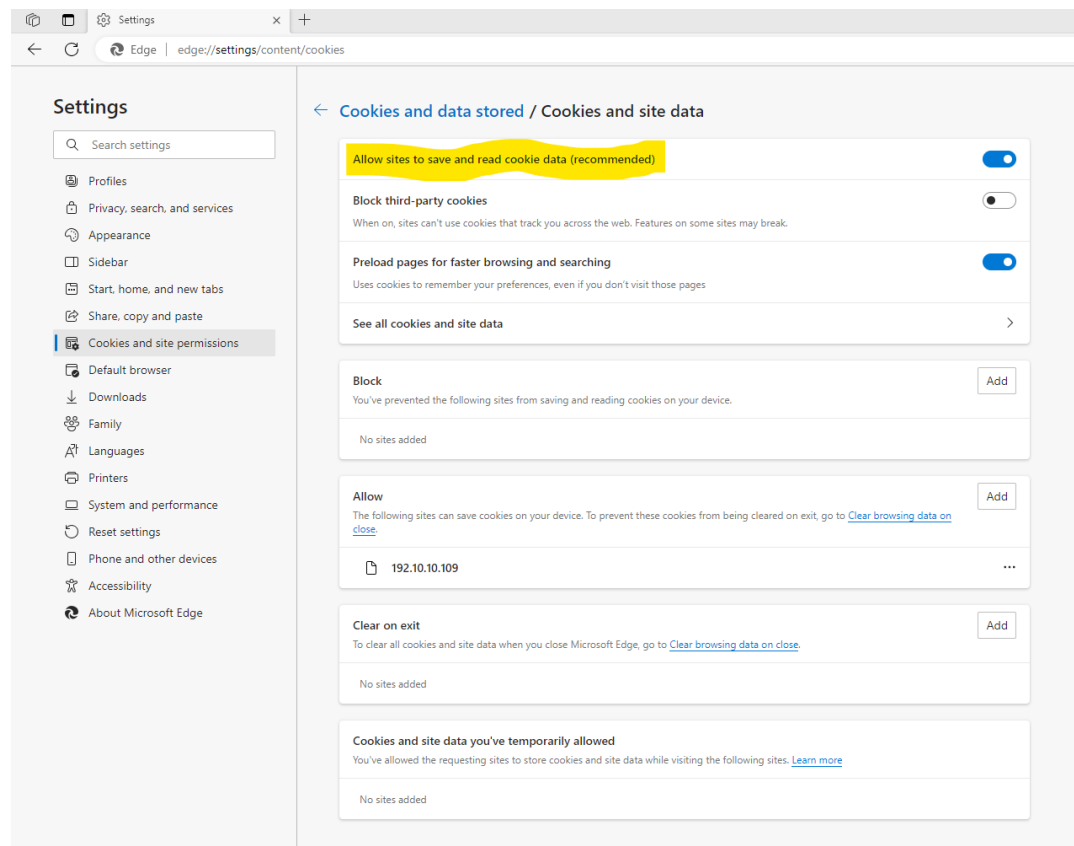 Settings
Edge | edge://settings/content/cookies
Settings
Search settings
Profiles
Privacy, search, and services
Appearance
Sidebar
Start, home, and new tabs
Share, copy and paste
Cookies and site permissions
Default browser
Downloads
Family
Languages
Printers
System and performance
Reset settings
Phone and other devices
Accessibility
About Microsoft Edge
Cookies and data stored / Cookies and site data
Allow sites to save and read cookie data (recommended)
Block third-party cookies
When on, sites can't use cookies that track you across the web. Features on some sites may break.
Preload pages for faster browsing and searching
Uses cookies to remember your preferences, even if you don't visit those pages
See all cookies and site data
Block
Add
You've prevented the following sites from saving and reading cookies on your device.
No sites added
Allow
Add
The following sites can save cookies on your device. To prevent these cookies from being cleared on exit, go to Clear browsing data on
close.
192.10.10.109
Clear on exit
Add
To clear all cookies and site data when you close Microsoft Edge, go to Clear browsing data on close.
No sites added
Cookies and site data you've temporarily allowed
You've allowed the requesting sites to store cookies and site data while visiting the following sites. Learn more
No sites added